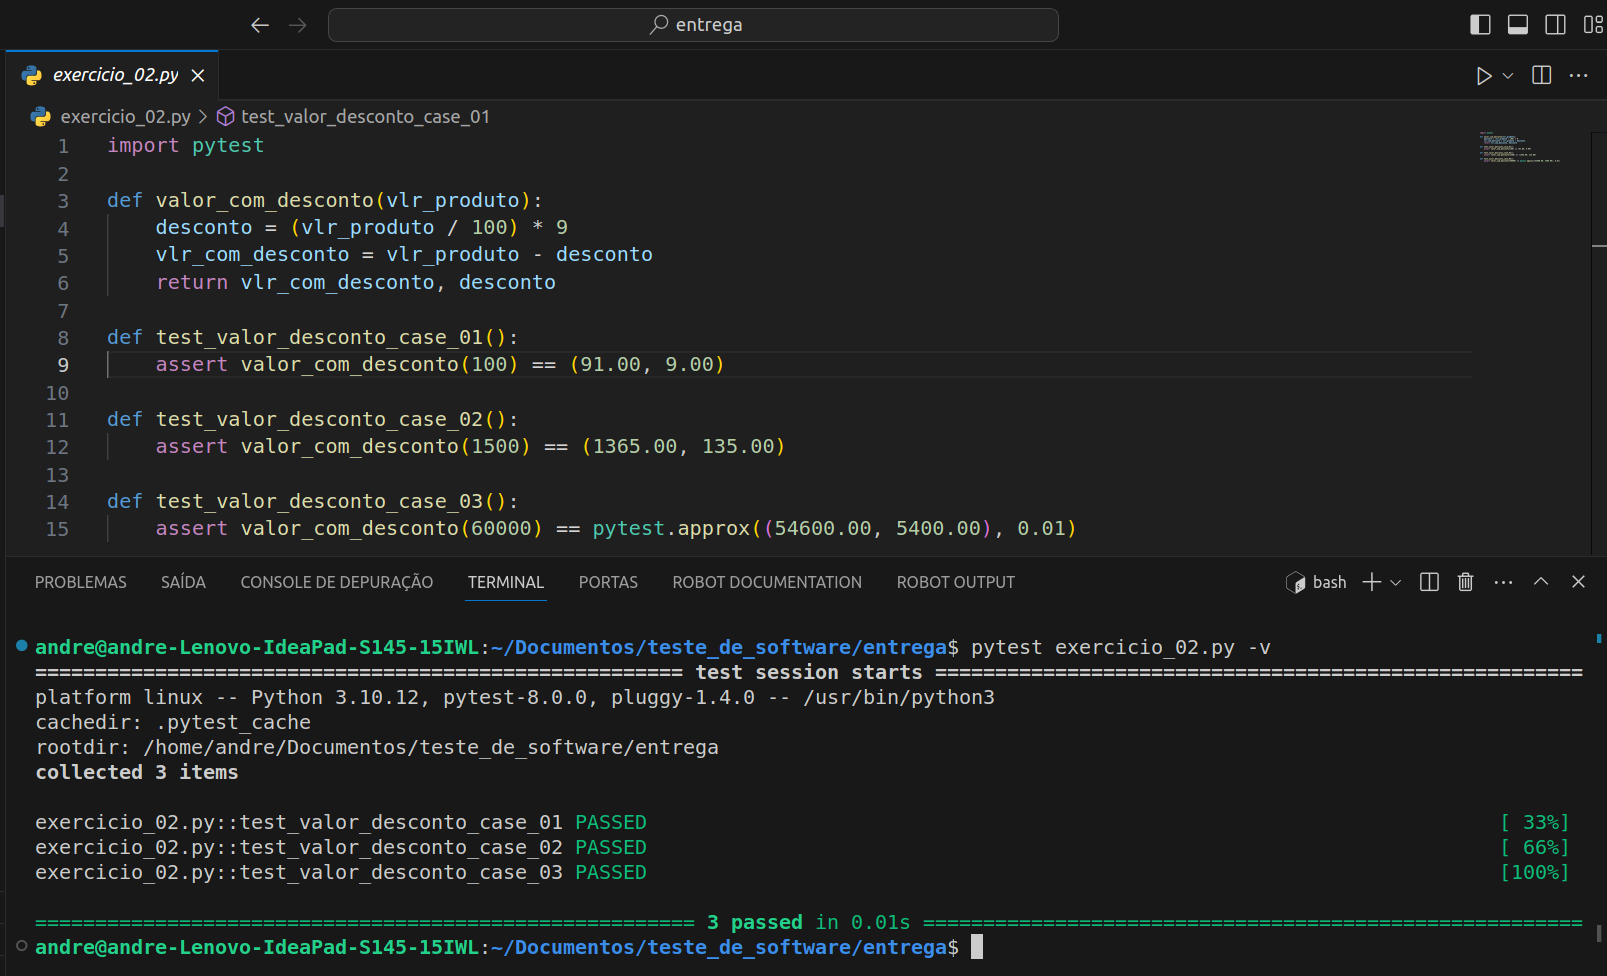 entrega
exercicio_02.py
exercicio_02.py > test_valor_desconto_case_01
1 import pytest
2
3 def valor_com_desconto(vlr_produto):
4     desconto = (vlr_produto / 100) * 9
5     vlr_com_desconto = vlr_produto - desconto
6     return vlr_com_desconto, desconto
7
8 def test_valor_desconto_case_01():
9     assert valor_com_desconto(100) == (91.00, 9.00)
10
11 def test_valor_desconto_case_02():
12     assert valor_com_desconto(1500) == (1365.00, 135.00)
13
14 def test_valor_desconto_case_03():
15     assert valor_com_desconto(60000) == pytest.approx((54600.00, 5400.00), 0.01)
PROBLEMAS SAÍDA CONSOLE DE DEPURAÇÃO TERMINAL PORTAS ROBOT DOCUMENTATION ROBOT OUTPUT bash
andre@andre-Lenovo-IdeaPad-S145-15IWL:~/Documentos/teste_de_software/entrega$ pytest exercicio_02.py -v
====================================================== test session starts ======================================================
platform linux -- Python 3.10.12, pytest-8.0.0, pluggy-1.4.0 -- /usr/bin/python3
cachedir: .pytest_cache
rootdir: /home/andre/Documentos/teste_de_software/entrega
collected 3 items
exercicio_02.py::test_valor_desconto_case_01 PASSED [ 33%]
exercicio_02.py::test_valor_desconto_case_02 PASSED [ 66%]
exercicio_02.py::test_valor_desconto_case_03 PASSED [100%]
======================================================= 3 passed in 0.01s =======================================================
andre@andre-Lenovo-IdeaPad-S145-15IWL:~/Documentos/teste_de_software/entrega$